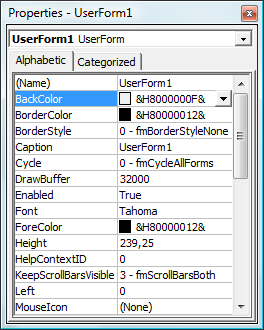 Properties - UserForm1
UserForm1 UserForm
Alphabetic Categorized
(Name) UserForm1
BackColor &H8000000F&
BorderColor &H80000012&
BorderStyle 0 - fmBorderStyleNone
Caption UserForm1
Cycle 0 - fmCycleAllForms
DrawBuffer 32000
Enabled True
Font Tahoma
ForeColor &H80000012&
Height 239,25
HelpContextID 0
KeepScrollBarsVisible 3 - fmScrollBarsBoth
Left 0
MouseIcon (None)